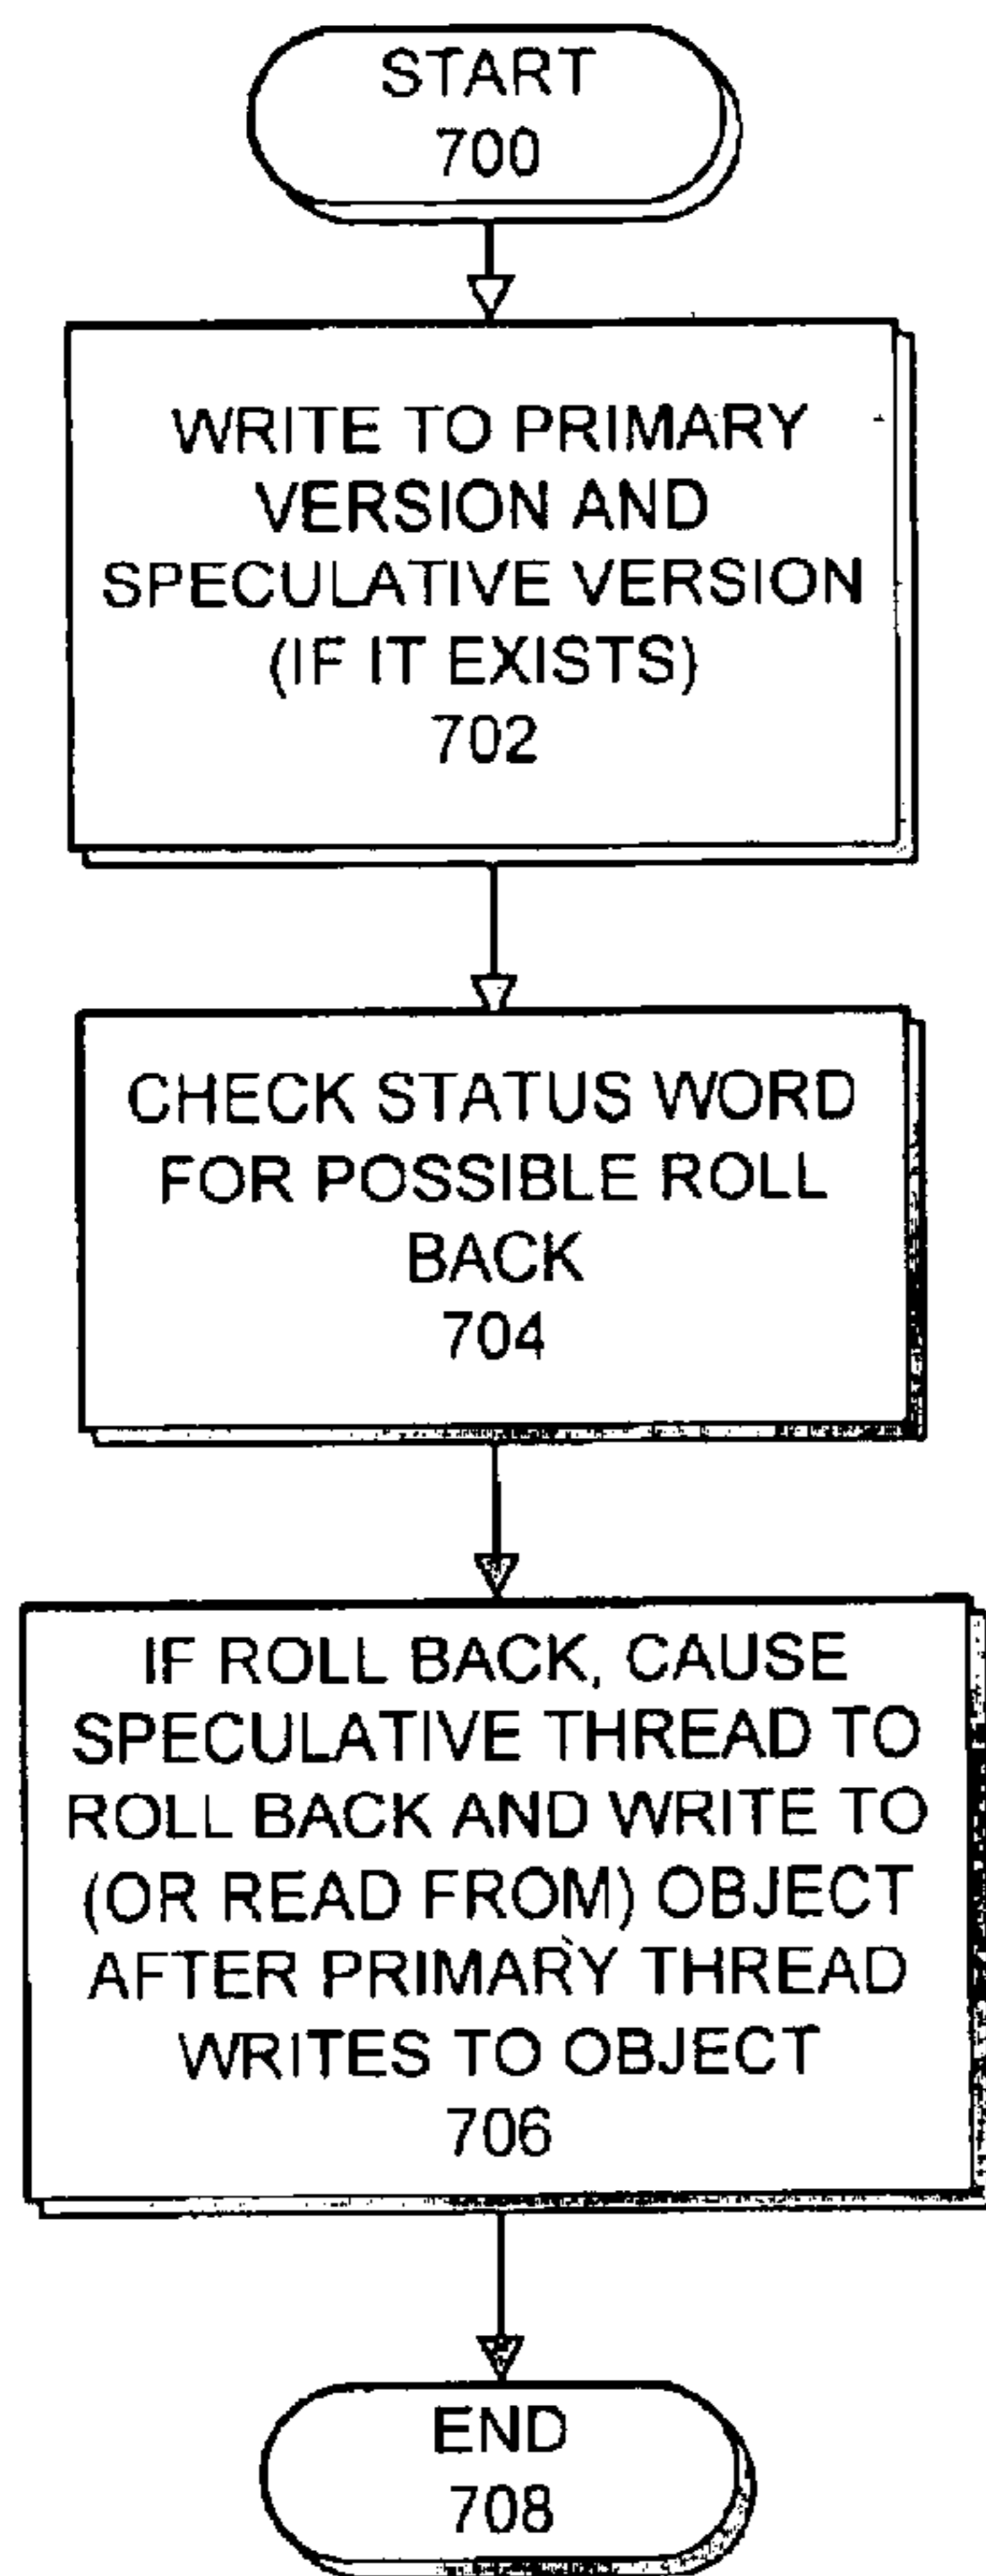 START
700
WRITE TO PRIMARY
VERSION AND
SPECULATIVE VERSION
(IF IT EXISTS)
702
CHECK STATUS WORD
FOR POSSIBLE ROLL
BACK
704
IF ROLL BACK, CAUSE
SPECULATIVE THREAD TO
ROLL BACK AND WRITE TO
(OR READ FROM) OBJECT
AFTER PRIMARY THREAD
WRITES TO OBJECT
706
END
708